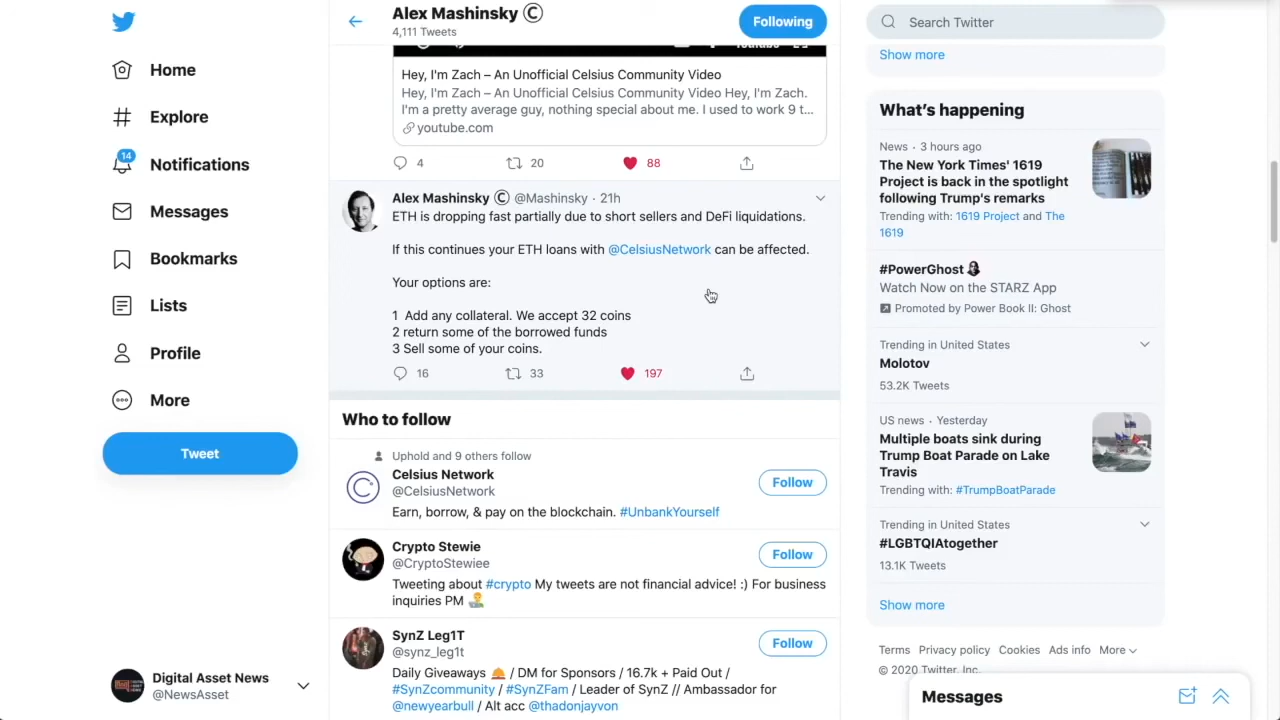 Home
Explore
14
Notifications
Messages
Bookmarks
Lists
Profile
More
Tweet
Digital Asset News
@NewsAsset
Alex Mashinsky Ⓒ
4,111 Tweets
Following
Hey, I'm Zach – An Unofficial Celsius Community Video
Hey, I'm Zach – An Unofficial Celsius Community Video Hey, I'm Zach.
I'm a pretty average guy, nothing special about me. I used to work 9 t...
youtube.com
4 20 88
Alex Mashinsky Ⓒ @Mashinsky · 21h
ETH is dropping fast partially due to short sellers and DeFi liquidations.
If this continues your ETH loans with @CelsiusNetwork can be affected.
Your options are:
1 Add any collateral. We accept 32 coins
2 return some of the borrowed funds
3 Sell some of your coins.
16 33 197
Who to follow
Uphold and 9 others follow
Celsius Network
@CelsiusNetwork
Follow
Earn, borrow, & pay on the blockchain. #UnbankYourself
Crypto Stewie
@CryptoStewiee
Follow
Tweeting about #crypto My tweets are not financial advice! :) For business
inquiries PM
SynZ Leg1T
@synz_leg1t
Follow
Daily Giveaways / DM for Sponsors / 16.7k + Paid Out /
#SynZcommunity / #SynZFam / Leader of SynZ // Ambassador for
@newyearbull / Alt acc @thadonjayvon
Search Twitter
Show more
What's happening
News · 3 hours ago
The New York Times' 1619
Project is back in the spotlight
following Trump's remarks
Trending with: 1619 Project and The
1619
#PowerGhost
Watch Now on the STARZ App
Promoted by Power Book II: Ghost
Trending in United States
Molotov
53.2K Tweets
US news · Yesterday
Multiple boats sink during
Trump Boat Parade on Lake
Travis
Trending with: #TrumpBoatParade
Trending in United States
#LGBTQIAtogether
13.1K Tweets
Show more
Terms Privacy policy Cookies Ads info More
© 2020 Twitter, Inc.
Messages